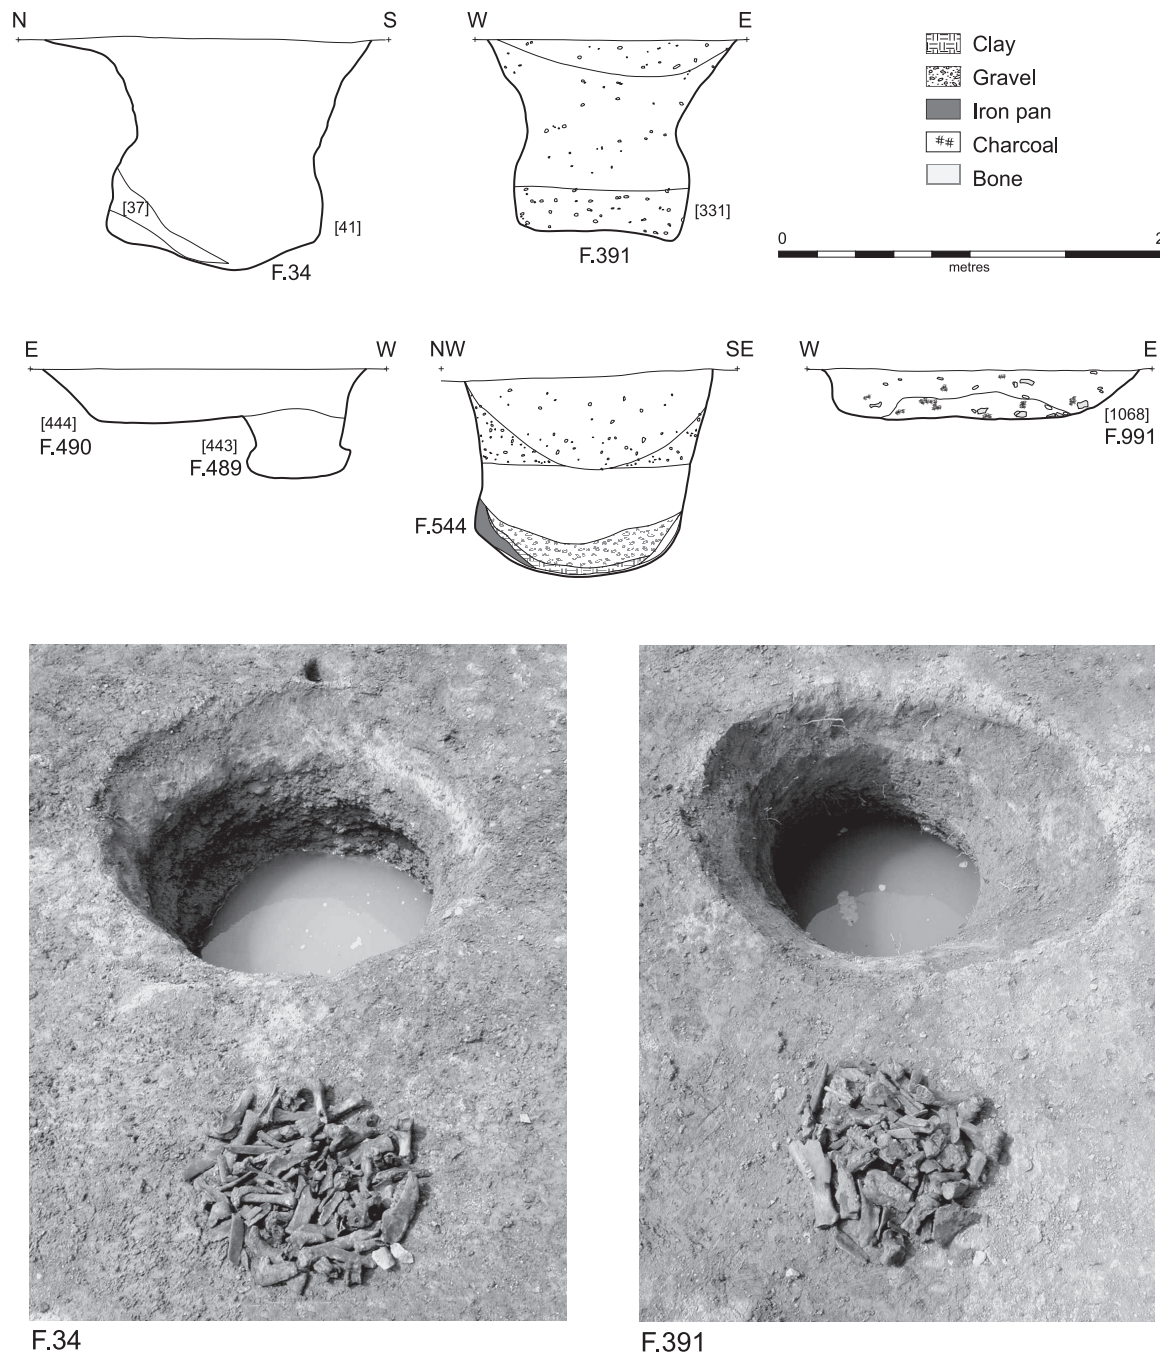 N S W E
Clay
Gravel
Iron pan
Charcoal
Bone
[37]
[41]
[331]
F.34
F.391
0 2
metres
E W NW SE W E
[444]
F.490
[443]
F.489
F.544
[1068]
F.991
F.34
F.391